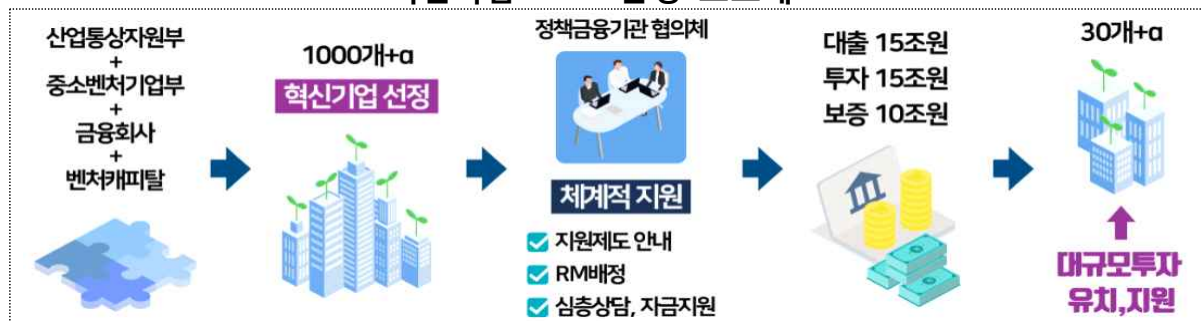 산업통상자원부
+
중소벤처기업부
+
금융회사
+
벤처캐피탈
1000개+α
혁신기업 선정
정책금융기관 협의체
체계적 지원
지원제도 안내
RM배정
심층상담, 자금지원
대출 15조원
투자 15조원
보증 10조원
30개+α
대규모투자
유치,지원